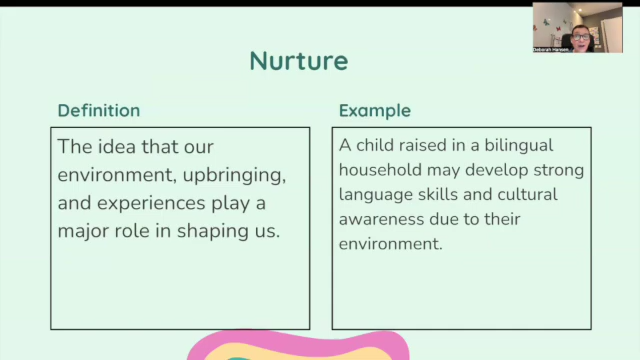 Deborah Hansen
Nurture
Definition
The idea that our
environment, upbringing,
and experiences play a
major role in shaping us.
Example
A child raised in a bilingual
household may develop strong
language skills and cultural
awareness due to their
environment.